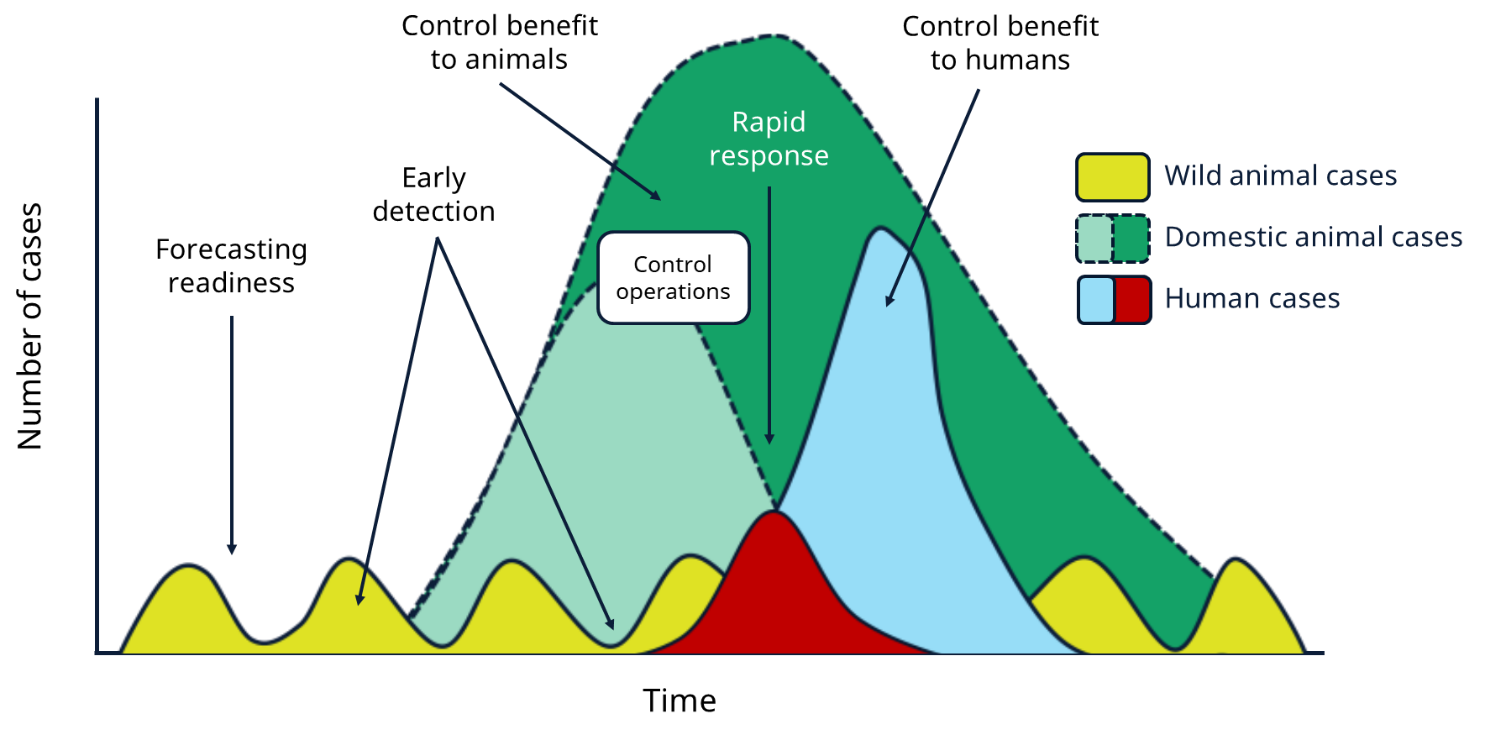 Control benefit
to animals
Control benefit
to humans
Rapid
response
Early
detection
Forecasting
readiness
Control
operations
Wild animal cases
Domestic animal cases
Human cases
Number of cases
Time